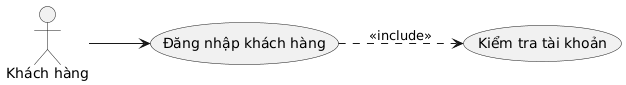 Khách hàng
Đăng nhập khách hàng
«include»
Kiểm tra tài khoản